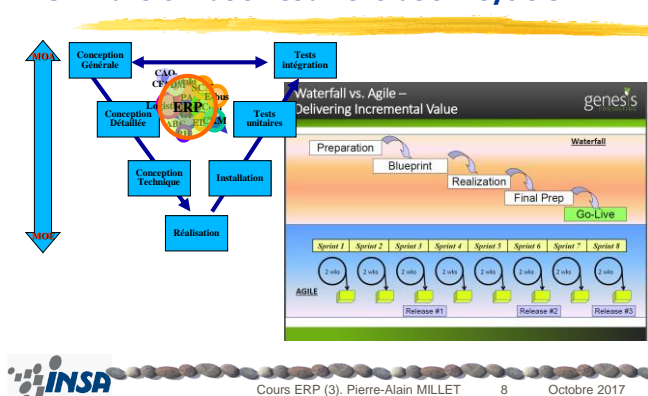 MOA
Conception
Générale
Tests
intégration
ERP
Conception
Détaillée
Tests
unitaires
Conception
Technique
Installation
Réalisation
MOE
Waterfall vs. Agile –
Delivering Incremental Value
genesis
Waterfall
Preparation
Blueprint
Realization
Final Prep
Go-Live
Sprint 1 Sprint 2 Sprint 3 Sprint 4 Sprint 5 Sprint 6 Sprint 7 Sprint 8
2 wks 2 wks 2 wks 2 wks 2 wks 2 wks 2 wks 2 wks
AGILE
Release #1 Release #2 Release #3
INSA
Cours ERP (3). Pierre-Alain MILLET 8 Octobre 2017